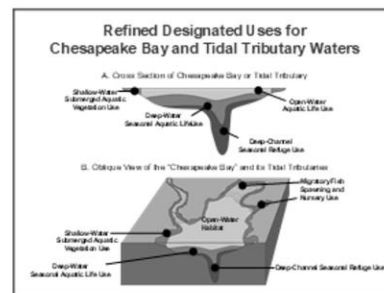 Refined Designated Uses for
Chesapeake Bay and Tidal Tributary Waters
A. Cross Section of Chesapeake Bay or Tidal Tributary
Shallow-Water
Submerged Aquatic
Vegetation Use
Open-Water
Aquatic Life Use
Deep-Water
Seasonal Aquatic Life Use
Deep-Channel
Seasonal Refuge Use
B. Oblique View of the "Chesapeake Bay" and its Tidal Tributaries
Migratory Fish
Spawning and
Nursery Use
Open-Water
Habitat
Shallow-Water
Submerged Aquatic
Vegetation Use
Deep-Water
Seasonal Aquatic Life Use
Deep-Channel Seasonal Refuge Use